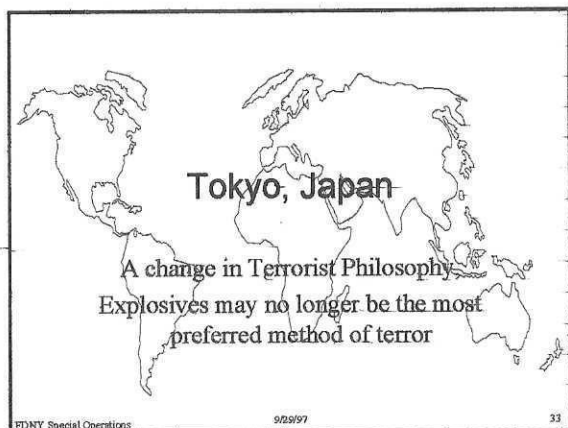 Tokyo, Japan
A change in Terrorist Philosophy
Explosives may no longer be the most
preferred method of terror
FDNY Special Operations 9/29/97 33